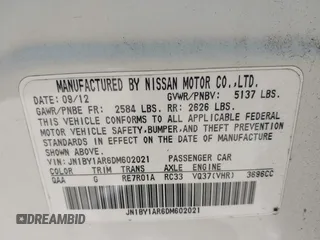 MANUFACTURED BY NISSAN MOTOR CO.,LTD.
DATE: 09/12 GVWR/PNBV: 5137 LBS.
GAWR/PNBE FR: 2584 LBS. RR: 2626 LBS.
THIS VEHICLE CONFORMS TO ALL APPLICABLE FEDERAL
MOTOR VEHICLE SAFETY, BUMPER, AND THEFT PREVENTION
STANDARDS IN EFFECT ON THE DATE OF MANUFACTURE
SHOWN ABOVE.
VIN:JN1BY1AR6DM602021 PASSENGER CAR
COLOR TRIM TRANS AXLE ENGINE
QAA G RE7R01A RC33 VQ37(VHR) 3696CC
JN1BY1AR6DM602021
iDRIVE BID